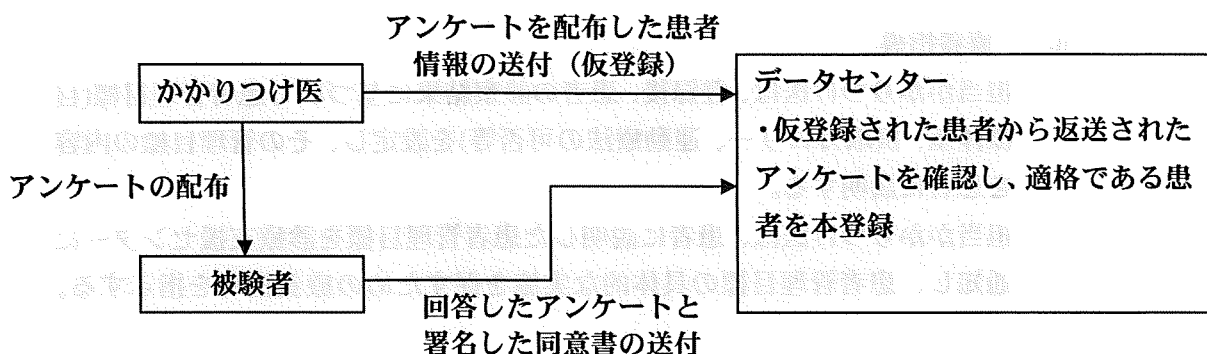 アンケートを配布した患者
情報の送付（仮登録）
かかりつけ医
データセンター
・仮登録された患者から返送された
アンケートを確認し、適格である患
者を本登録
アンケートの配布
被験者
回答したアンケートと
署名した同意書の送付